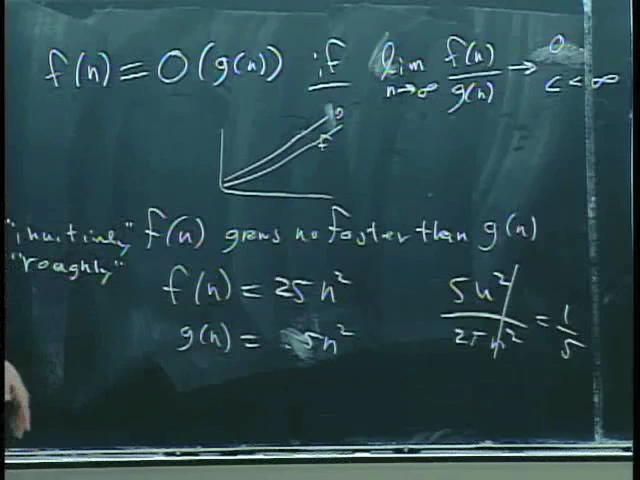 f(n) = O(g(n)) if lim n→∞ f(n)/g(n) → 0
c < ∞
g
f
"intuitively" f(n) grows no faster than g(n)
"roughly"
f(n) = 25n²
g(n) = 5n²
5n²/25n² = 1/5